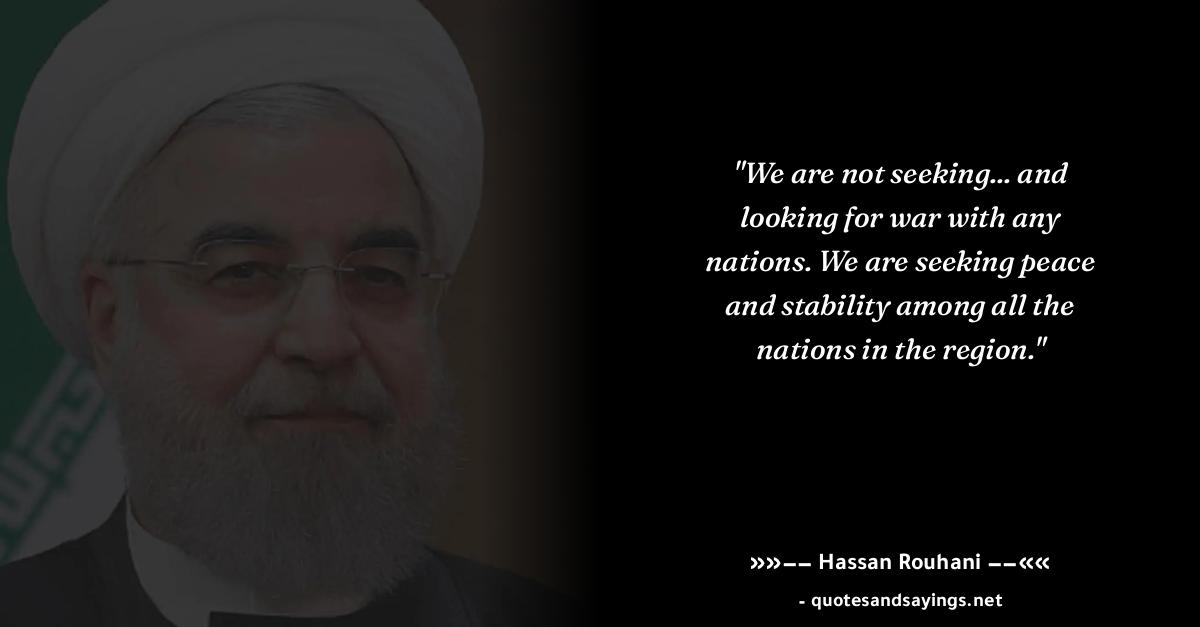 "We are not seeking... and
looking for war with any
nations. We are seeking peace
and stability among all the
nations in the region."
»»−− Hassan Rouhani −−««
- quotesandsayings.net